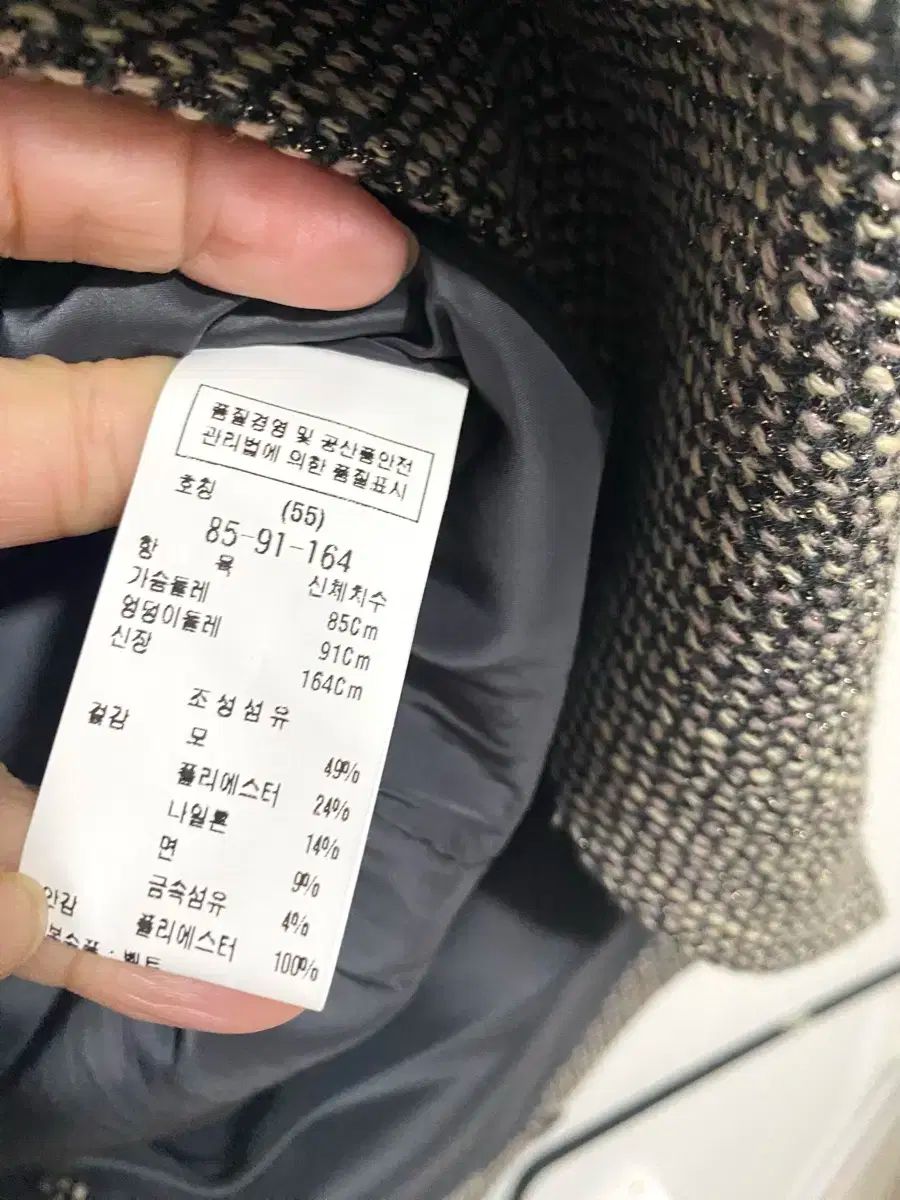 품질경영 및 공산품안전
관리법에 의한 품질표시
호칭 (55)
85-91-164
항 목 신체치수
가슴둘레 85Cm
엉덩이둘레 91Cm
신장 164Cm
조성섬유
겉감 모 49%
폴리에스터 24%
나일론 14%
면 9%
금속섬유 4%
안감 폴리에스터 100%